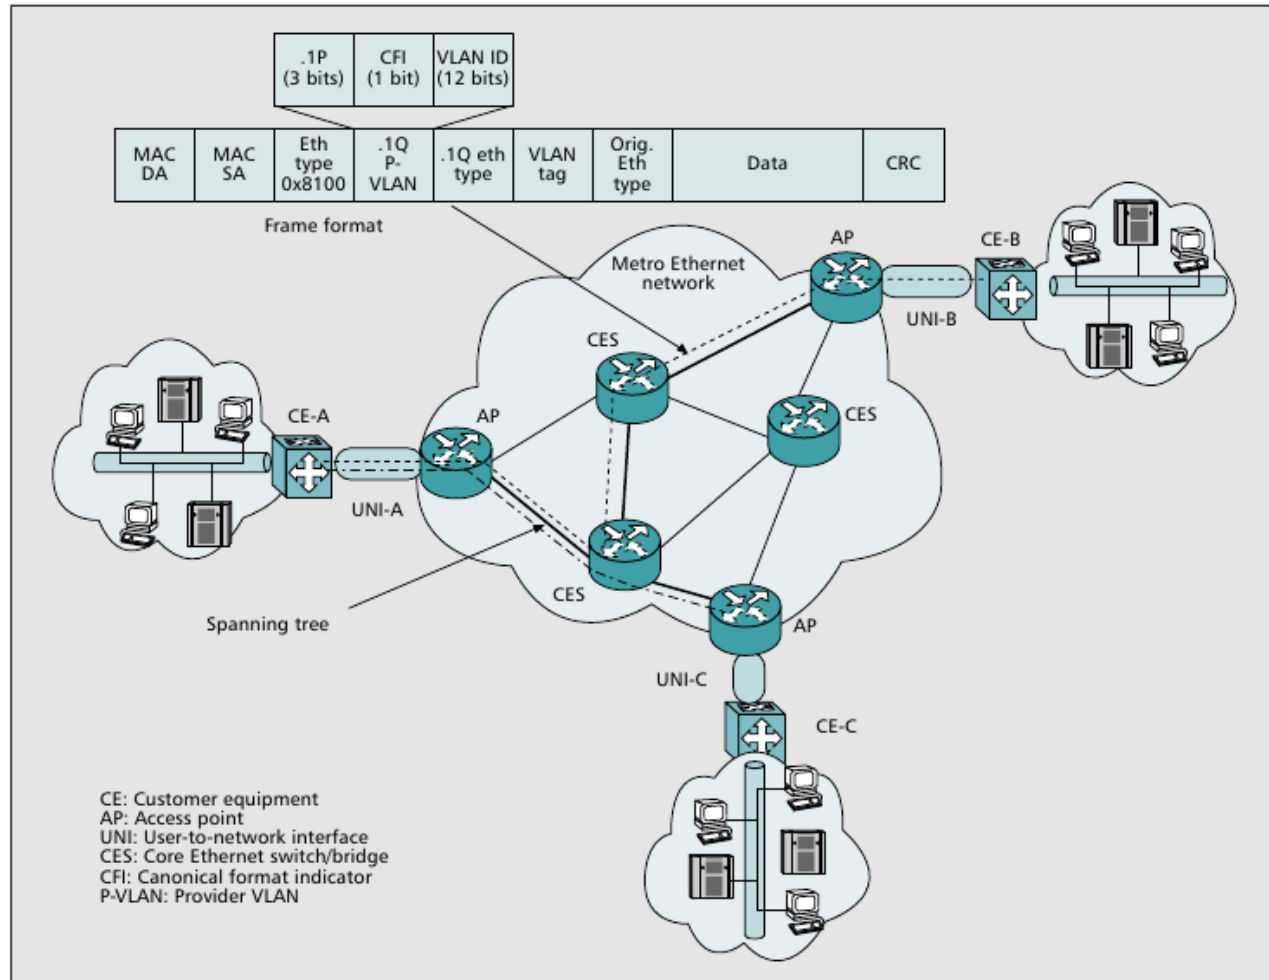 .1P
(3 bits)
CFI
(1 bit)
VLAN ID
(12 bits)
MAC
DA
MAC
SA
Eth
type
0x8100
.1Q
P-
VLAN
.1Q eth
type
VLAN
tag
Orig.
Eth
type
Data
CRC
Frame format
Metro Ethernet
network
AP
CE-B
UNI-B
CES
CES
CE-A
AP
UNI-A
CES
Spanning tree
AP
UNI-C
CE-C
CE: Customer equipment
AP: Access point
UNI: User-to-network interface
CES: Core Ethernet switch/bridge
CFI: Canonical format indicator
P-VLAN: Provider VLAN